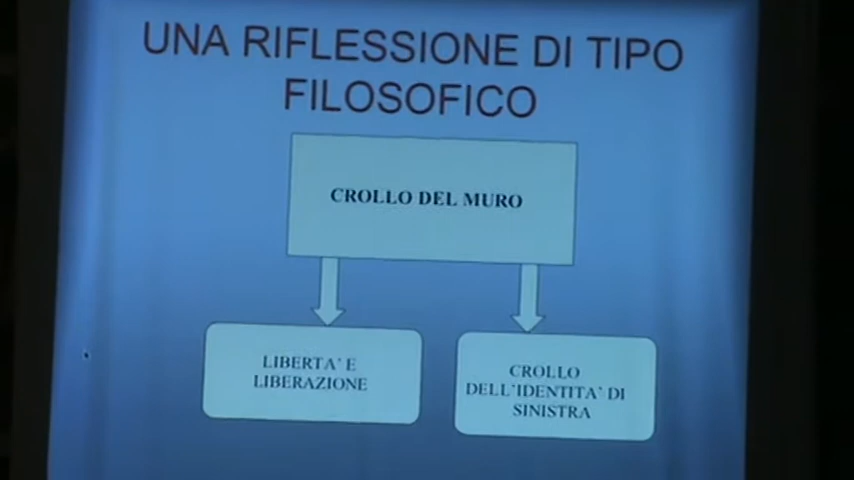 UNA RIFLESSIONE DI TIPO
FILOSOFICO
CROLLO DEL MURO
LIBERTA' E
LIBERAZIONE
CROLLO
DELL'IDENTITA' DI
SINISTRA